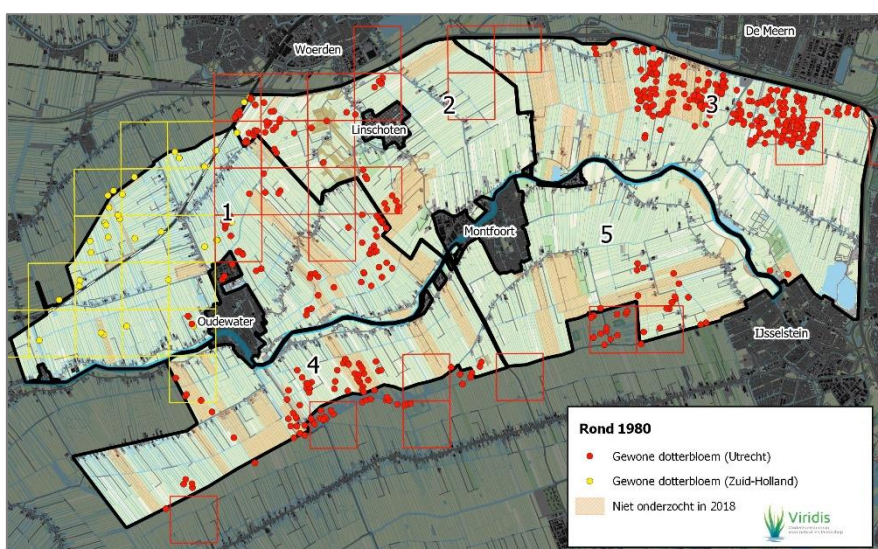 De Meern
Woerden
2
3
Linschoten
1
5
Montfoort
Oudewater
IJsselstein
4
Rond 1980
Gewone dotterbloem (Utrecht)
Gewone dotterbloem (Zuid-Holland)
Niet onderzocht in 2018
Viridis